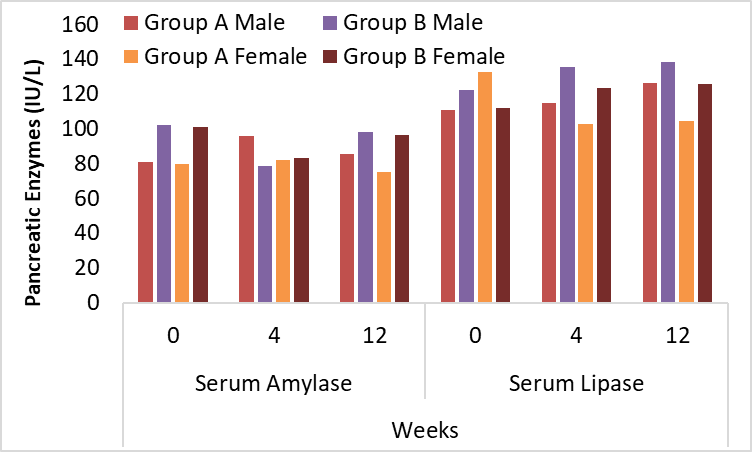 Pancreatic Enzymes (IU/L)
160
140
120
100
80
60
40
20
0
Group A Male
Group B Male
Group A Female
Group B Female
0 4 12 0 4 12
Serum Amylase Serum Lipase
Weeks